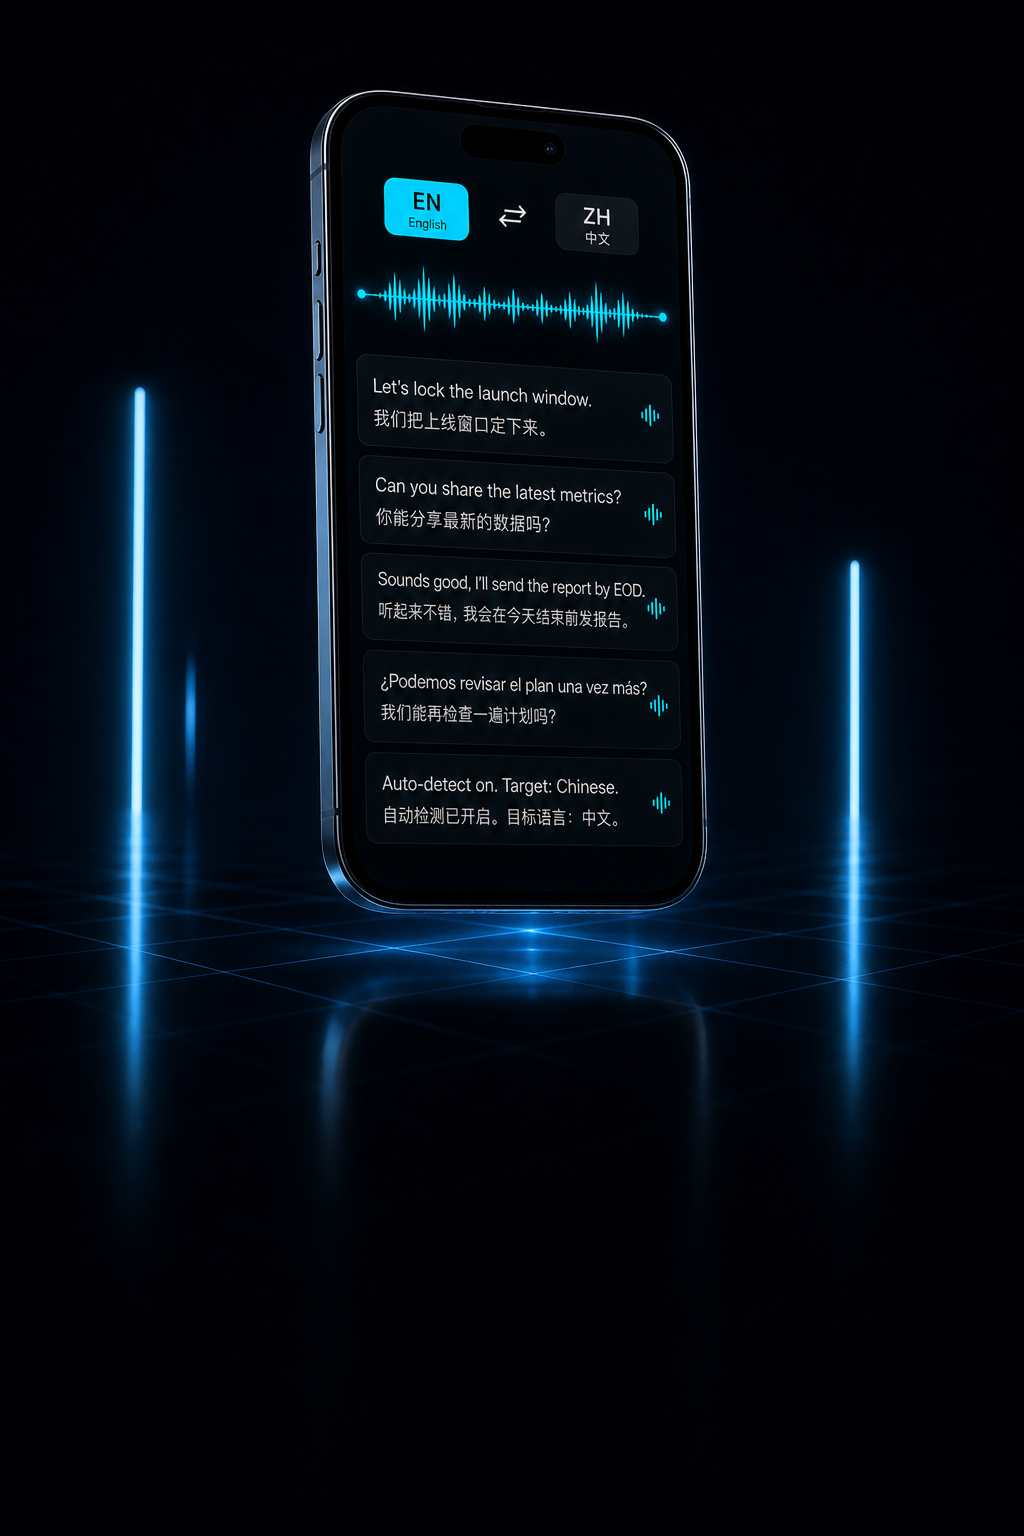 EN
English
ZH
中文
Let's lock the launch window.
我们把上线窗口定下来。
Can you share the latest metrics?
你能分享最新的数据吗?
Sounds good, I'll send the report by EOD.
听起来不错, 我会在今天结束前发报告。
¿Podemos revisar el plan una vez más?
我们能再检查一遍计划吗?
Auto-detect on. Target: Chinese.
自动检测已开启。目标语言: 中文。